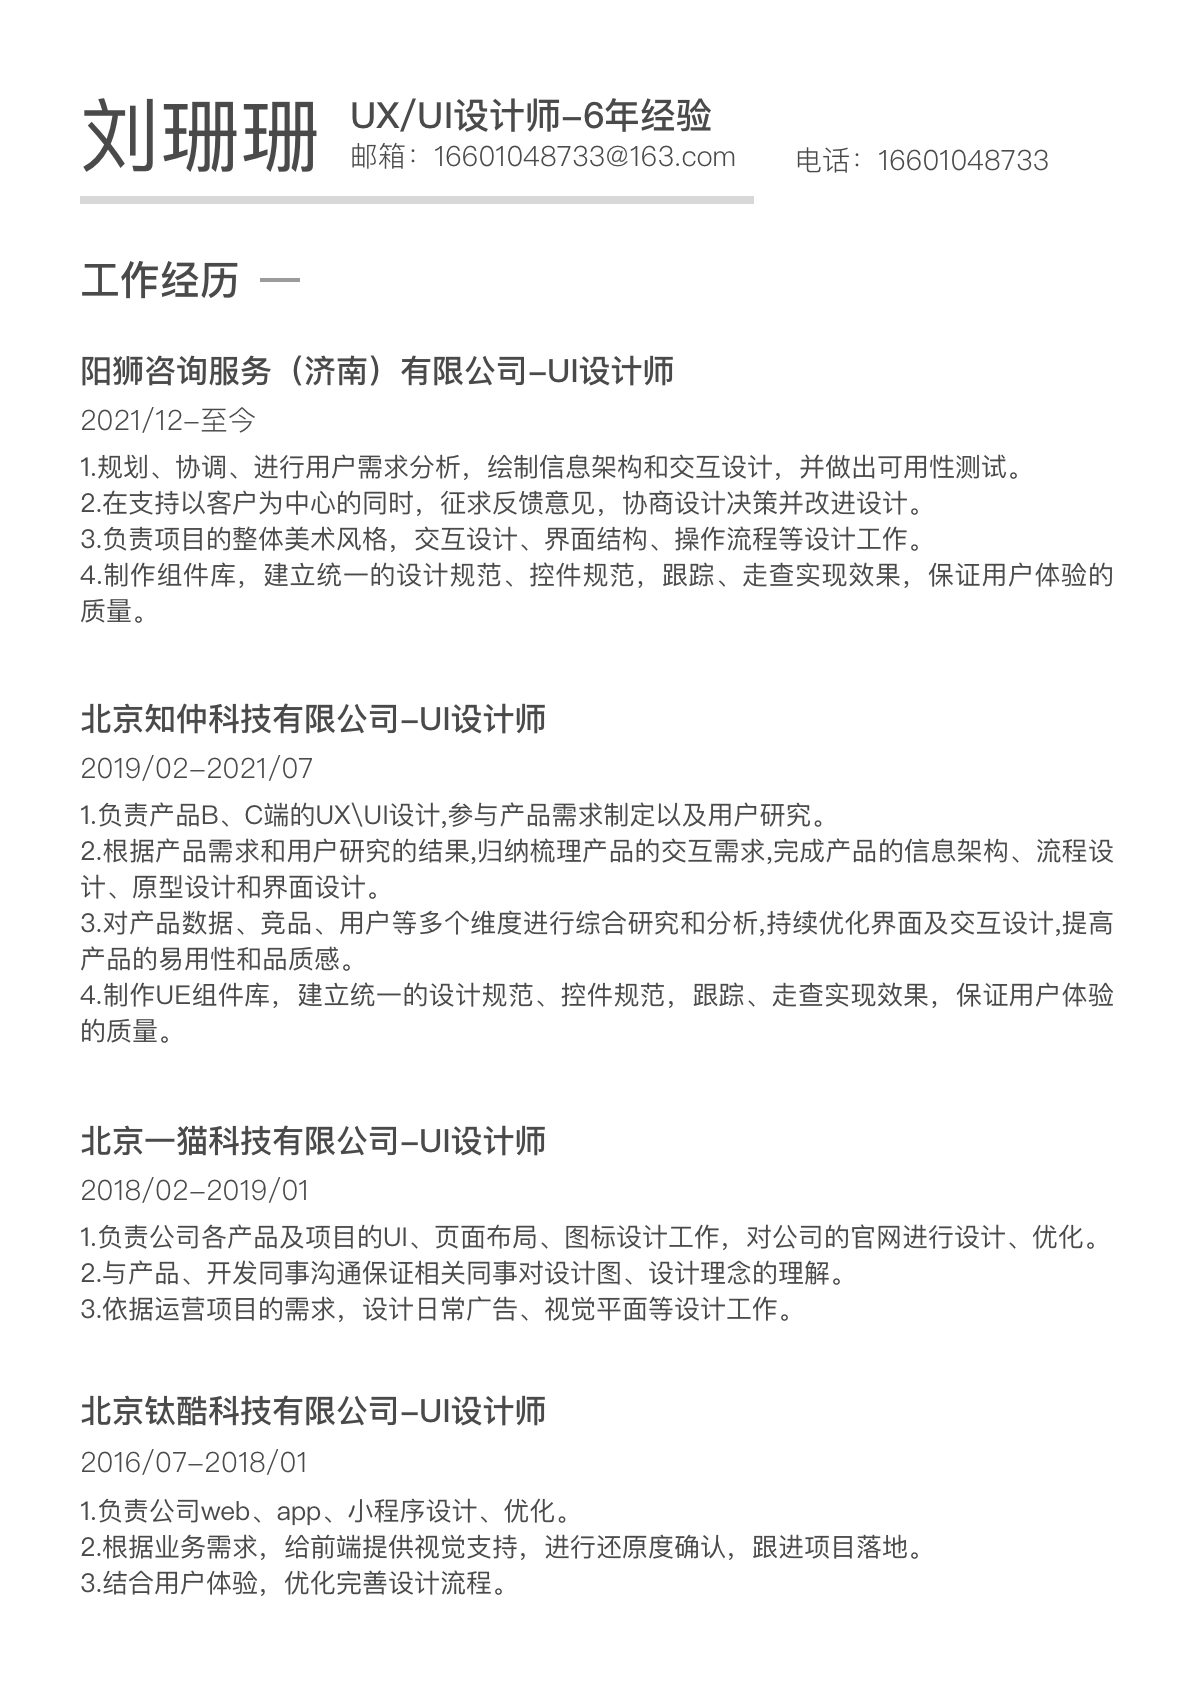 刘珊珊
UX/UI设计师-6年经验
邮箱：16601048733@163.com
电话：16601048733
工作经历 —
阳狮咨询服务（济南）有限公司-UI设计师
2021/12-至今
1.规划、协调、进行用户需求分析，绘制信息架构和交互设计，并做出可用性测试。
2.在支持以客户为中心的同时，征求反馈意见，协商设计决策并改进设计。
3.负责项目的整体美术风格，交互设计、界面结构、操作流程等设计工作。
4.制作组件库，建立统一的设计规范、控件规范，跟踪、走查实现效果，保证用户体验的
质量。
北京知仲科技有限公司-UI设计师
2019/02-2021/07
1.负责产品B、C端的UX\UI设计,参与产品需求制定以及用户研究。
2.根据产品需求和用户研究的结果,归纳梳理产品的交互需求,完成产品的信息架构、流程设
计、原型设计和界面设计。
3.对产品数据、竞品、用户等多个维度进行综合研究和分析,持续优化界面及交互设计,提高
产品的易用性和品质感。
4.制作UE组件库，建立统一的设计规范、控件规范，跟踪、走查实现效果，保证用户体验
的质量。
北京一猫科技有限公司-UI设计师
2018/02-2019/01
1.负责公司各产品及项目的UI、页面布局、图标设计工作，对公司的官网进行设计、优化。
2.与产品、开发同事沟通保证相关同事对设计图、设计理念的理解。
3.依据运营项目的需求，设计日常广告、视觉平面等设计工作。
北京钛酷科技有限公司-UI设计师
2016/07-2018/01
1.负责公司web、app、小程序设计、优化。
2.根据业务需求，给前端提供视觉支持，进行还原度确认，跟进项目落地。
3.结合用户体验，优化完善设计流程。